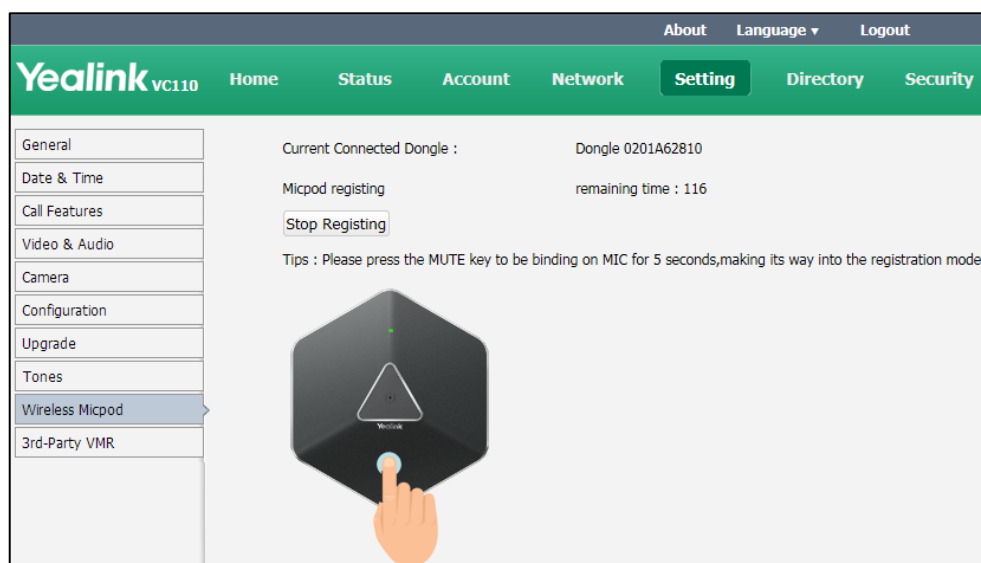 About Language ▾ Logout
Yealink VC110 Home Status Account Network Setting Directory Security
General
Date & Time
Call Features
Video & Audio
Camera
Configuration
Upgrade
Tones
Wireless Micpod
3rd-Party VMR
Current Connected Dongle : Dongle 0201A62810
Micpod registing remaining time : 116
Stop Registing
Tips : Please press the MUTE key to be binding on MIC for 5 seconds,making its way into the registration mode
Yealink